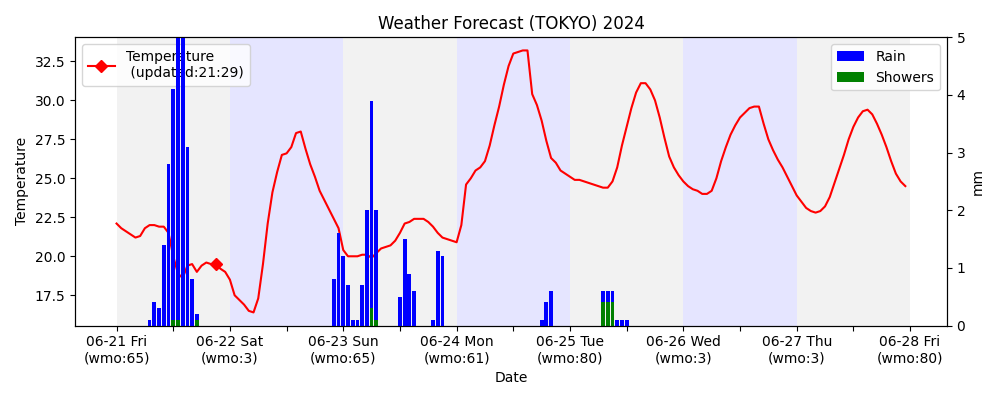 Weather Forecast (TOKYO) 2024
Temperature
(updated:21:29)
Rain
Showers
Temperature
32.5
30.0
27.5
25.0
22.5
20.0
17.5
5
4
3
2
1
0
mm
06-21 Fri
(wmo:65)
06-22 Sat
(wmo:3)
06-23 Sun
(wmo:65)
06-24 Mon
(wmo:61)
06-25 Tue
(wmo:80)
06-26 Wed
(wmo:3)
06-27 Thu
(wmo:3)
06-28 Fri
(wmo:80)
Date